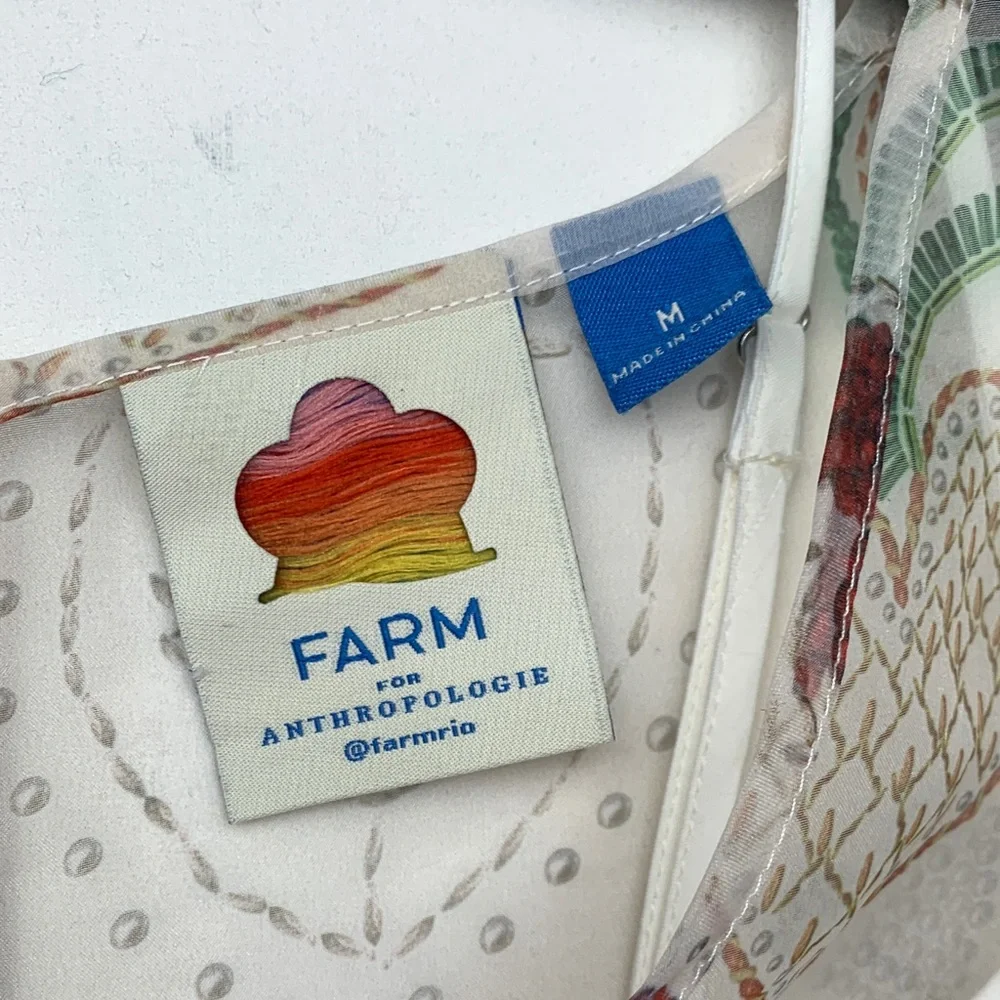 FARM
FOR
ANTHROPOLOGIE
@farmrio
M
MADE IN CHINA